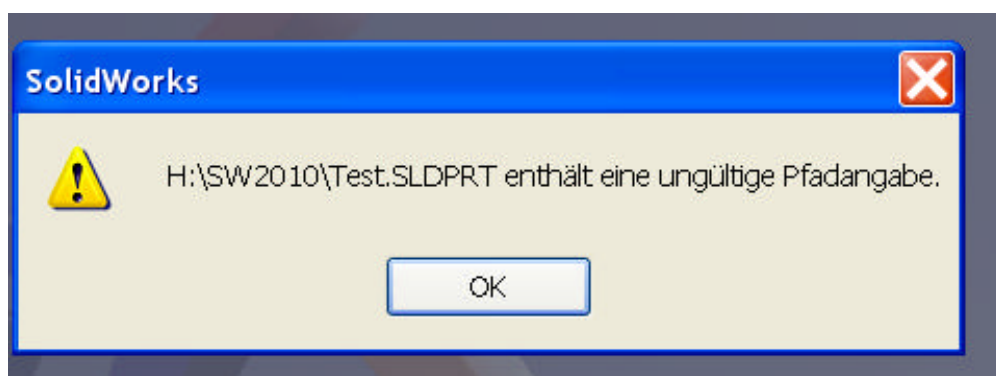 SolidWorks
H:\SW2010\Test.SLDPRT enthält eine ungültige Pfadangabe.
OK